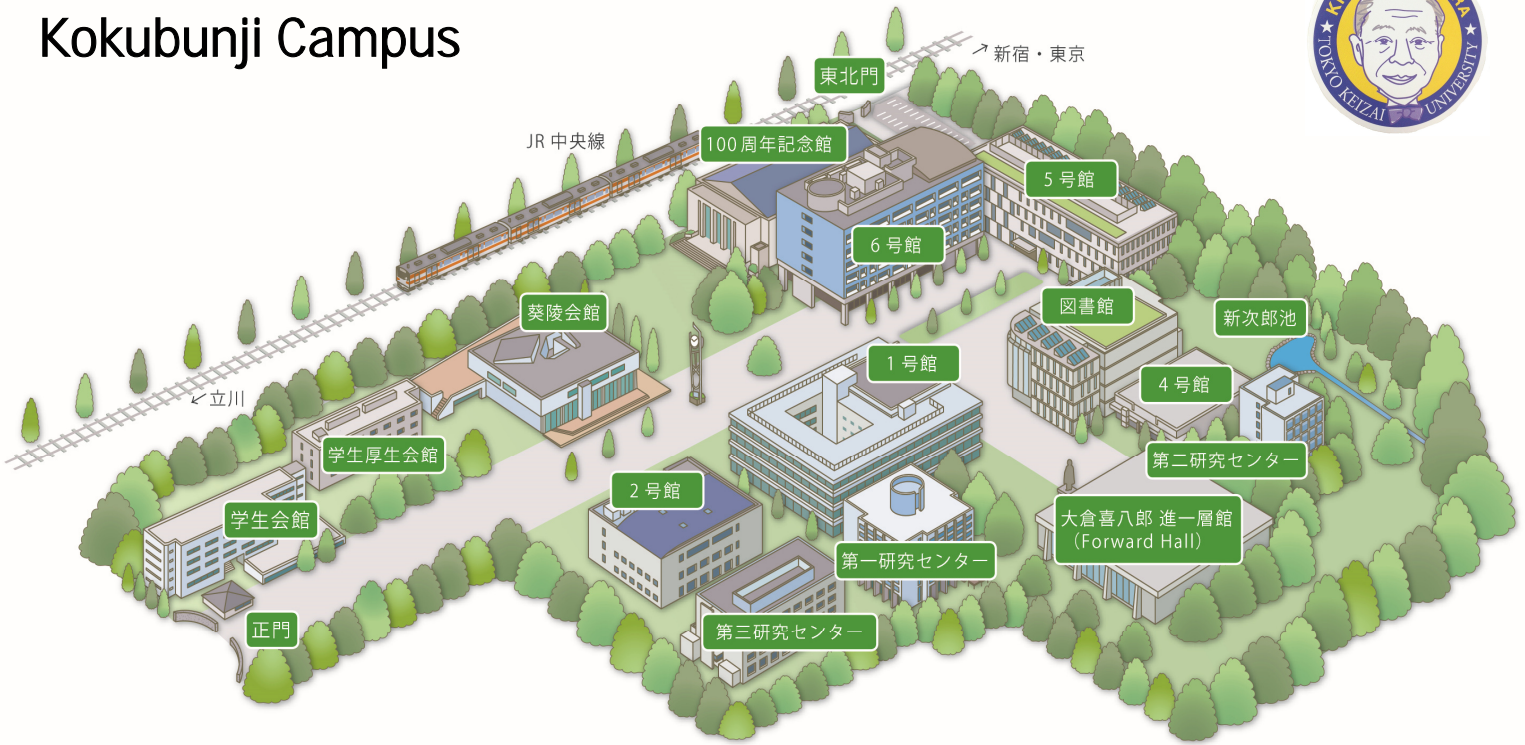 Kokubunji Campus
TOKYO KEIZAI UNIVERSITY
新宿・東京
東北門
JR 中央線
100周年記念館
5号館
6号館
図書館
葵陵会館
新次郎池
1号館
4号館
立川
学生厚生会館
第二研究センター
2号館
学生会館
大倉喜八郎 進一層館
（Forward Hall）
第一研究センター
正門
第三研究センター